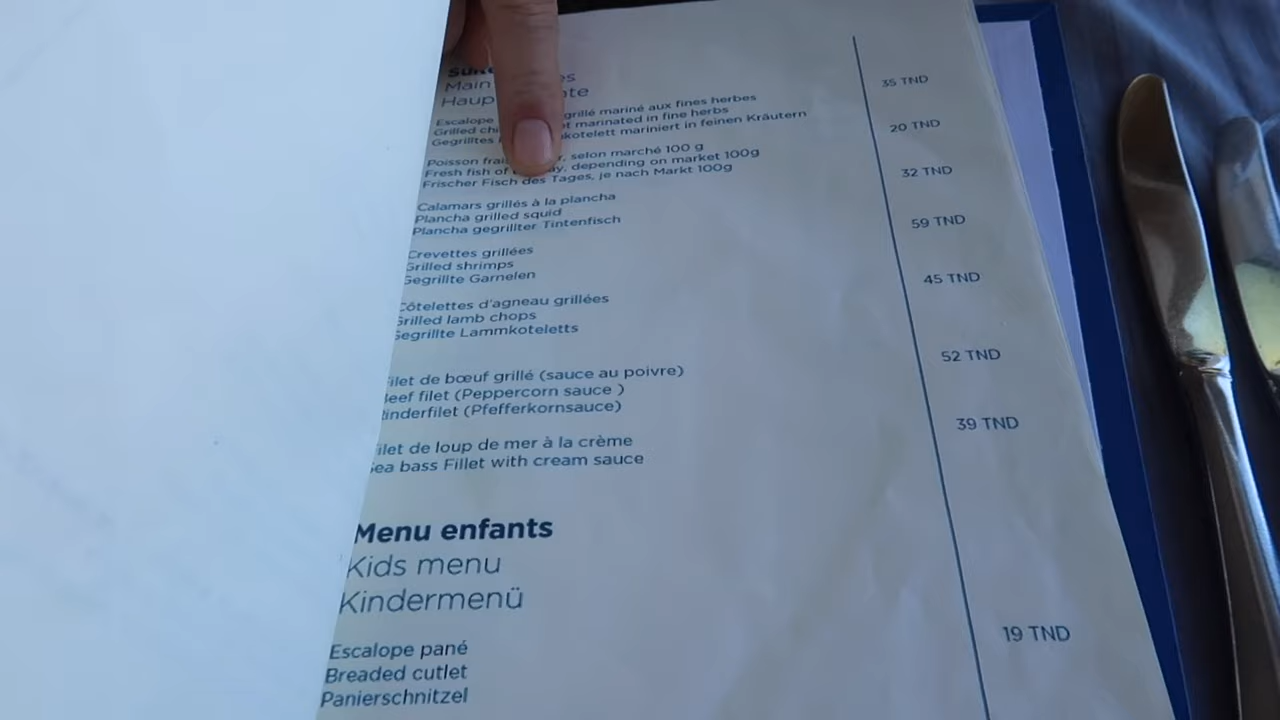 Main
Haup
35 TND
Escalope grillé mariné aux fines herbes
Grilled marinated in fine herbs
Gegrilltes mariniert in feinen Kräutern
20 TND
Poisson selon marché 100 g
Fresh fish of depending on market 100g
Frischer Fisch des Tages, je nach Markt 100g
32 TND
Calamars grillés à la plancha
Plancha grilled squid
Plancha gegrillter Tintenfisch
59 TND
Crevettes grillées
Grilled shrimps
Gegrillte Garnelen
45 TND
Côtelettes d'agneau grillées
Grilled lamb chops
Gegrillte Lammkoteletts
52 TND
Filet de bœuf grillé (sauce au poivre)
Beef filet (Peppercorn sauce )
Rinderfilet (Pfefferkornsauce)
39 TND
Filet de loup de mer à la crème
Sea bass Fillet with cream sauce
Menu enfants
Kids menu
Kindermenü
19 TND
Escalope pané
Breaded cutlet
Panierschnitzel